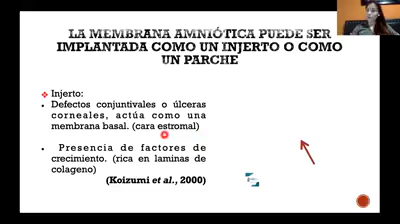 LA MEMBRANA AMNIÓTICA PUEDE SER
IMPLANTADA COMO UN INJERTO O COMO
UN PARCHE
Injerto:
Defectos conjuntivales o úlceras
corneales, actúa como una
membrana basal. (cara estromal)
Presencia de factores de
crecimiento. (rica en laminas de
colageno)
(Koizumi et al., 2000)